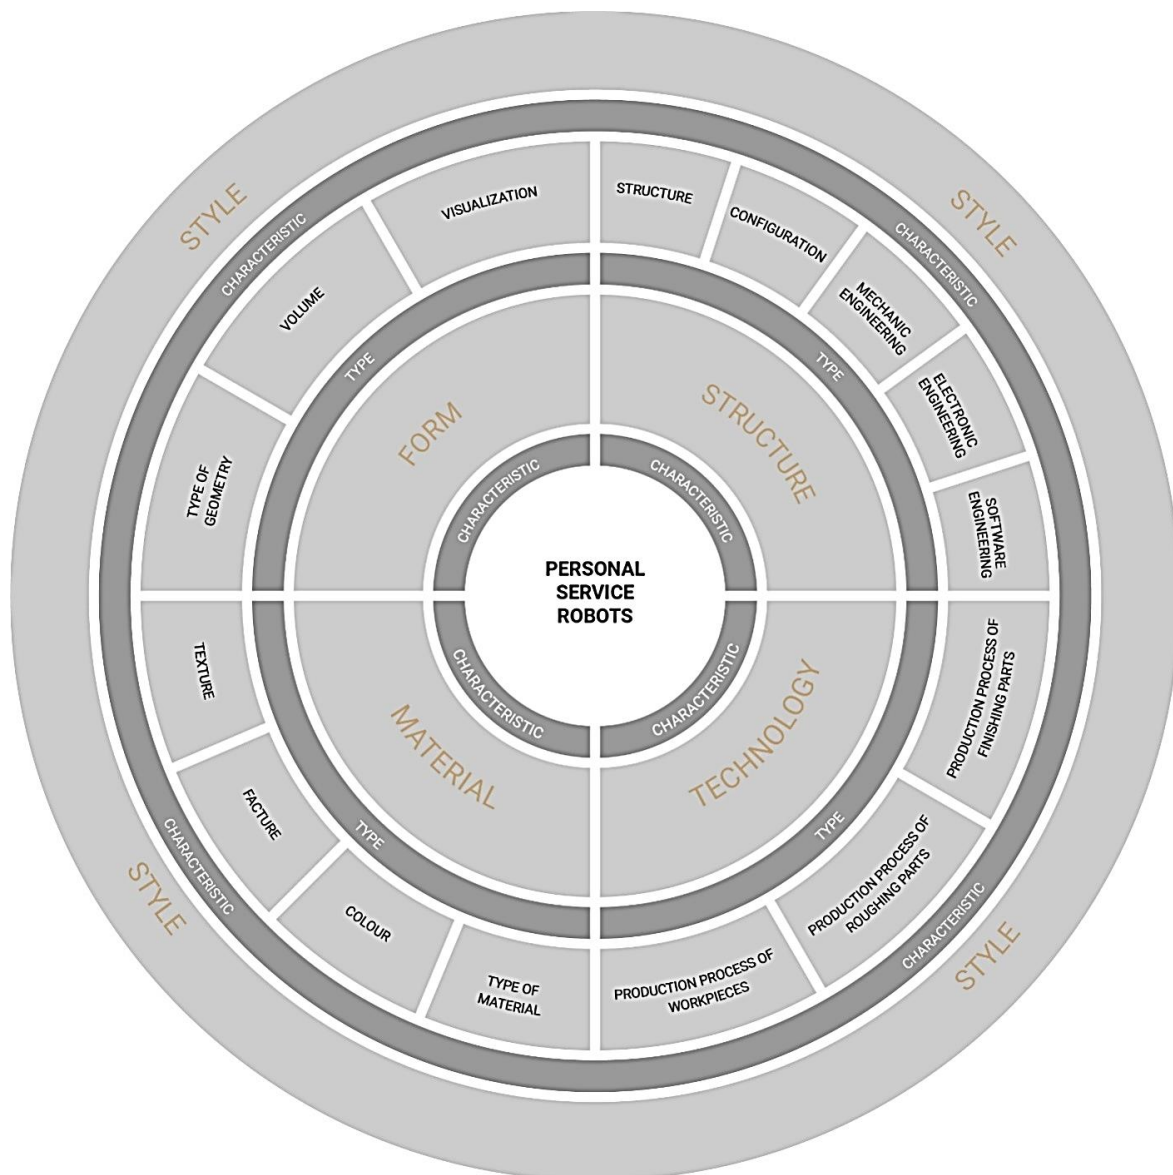 STYLE
STYLE
CHARACTERISTIC
CHARACTERISTIC
VISUALIZATION
STRUCTURE
CONFIGURATION
VOLUME
MECHANIC
ENGINEERING
TYPE
TYPE
ELECTRONIC
ENGINEERING
FORM
STRUCTURE
TYPE OF
GEOMETRY
SOFTWARE
ENGINEERING
CHARACTERISTIC
CHARACTERISTIC
PERSONAL
SERVICE
ROBOTS
CHARACTERISTIC
CHARACTERISTIC
TEXTURE
PRODUCTION PROCESS OF
FINISHING PARTS
MATERIAL
TECHNOLOGY
FACTURE
TYPE
TYPE
PRODUCTION PROCESS OF
ROUGHING PARTS
CHARACTERISTIC
CHARACTERISTIC
STYLE
STYLE
COLOUR
TYPE OF
MATERIAL
PRODUCTION PROCESS OF
WORKPIECES